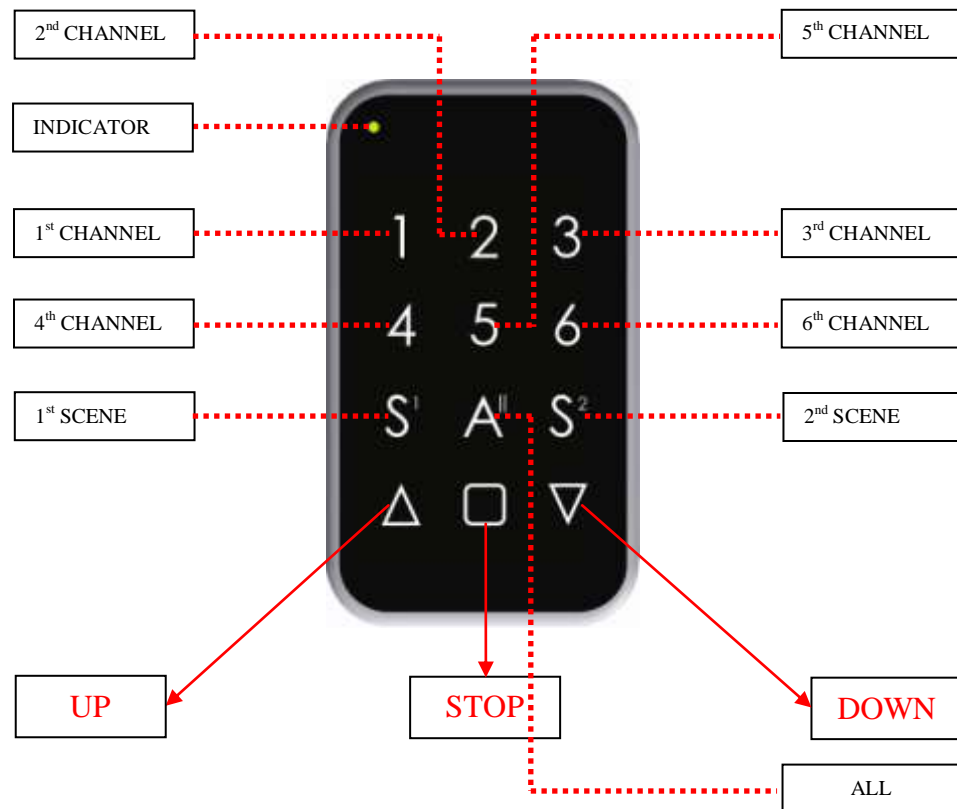 2nd CHANNEL
5th CHANNEL
INDICATOR
1st CHANNEL
1 2 3
3rd CHANNEL
4th CHANNEL
4 5 6
6th CHANNEL
1st SCENE
S1 All S2
2nd SCENE
UP
STOP
DOWN
ALL